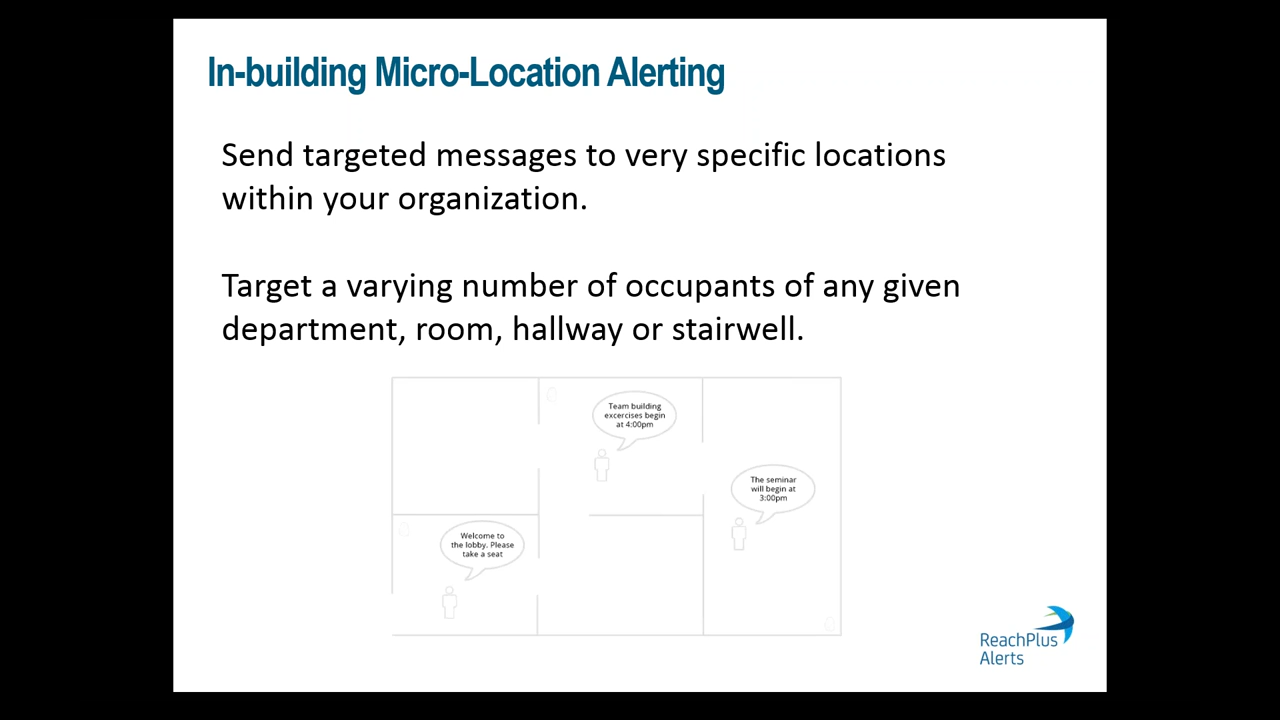 In-building Micro-Location Alerting
Send targeted messages to very specific locations
within your organization.
Target a varying number of occupants of any given
department, room, hallway or stairwell.
Team building
excercises begin
at 4:00pm
The seminar
will begin at
3:00pm
Welcome to
the lobby. Please
take a seat
ReachPlus
Alerts